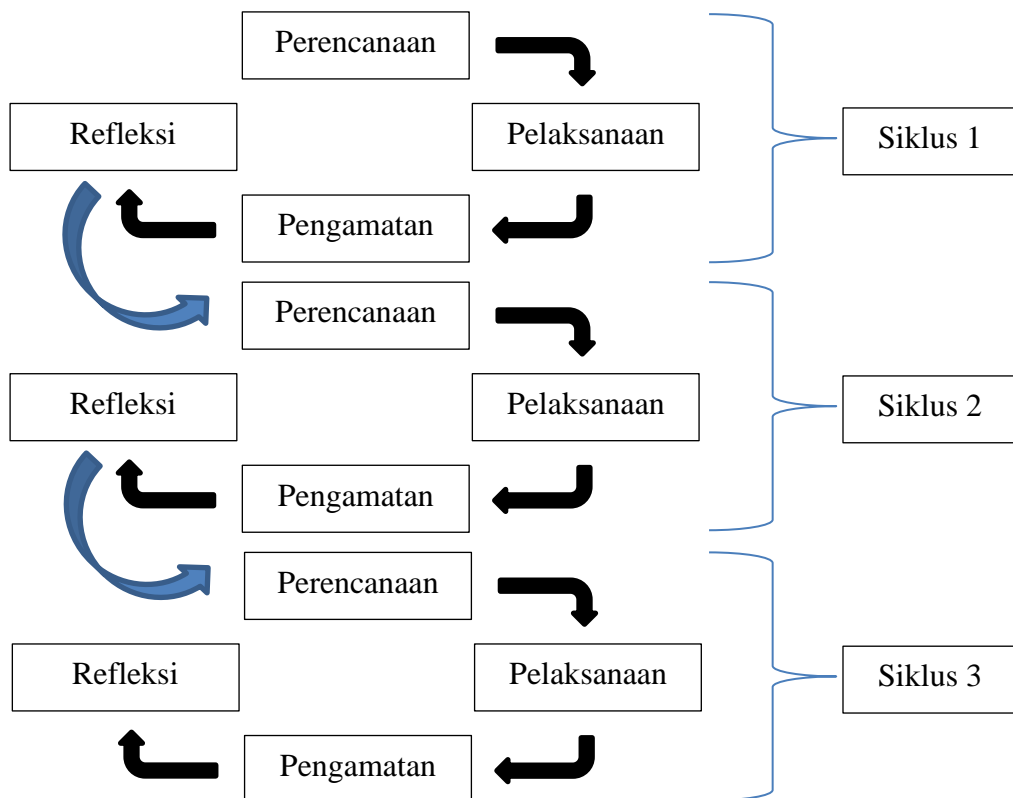 Perencanaan
Refleksi
Pelaksanaan
Siklus 1
Pengamatan
Perencanaan
Refleksi
Pelaksanaan
Siklus 2
Pengamatan
Perencanaan
Refleksi
Pelaksanaan
Siklus 3
Pengamatan